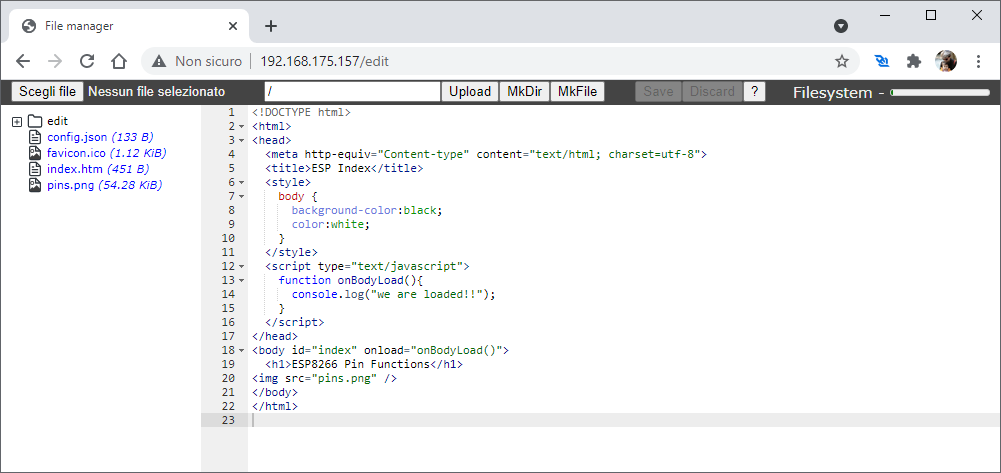 File manager
Non sicuro 192.168.175.157/edit
Scegli file Nessun file selezionato / Upload MkDir MkFile Save Discard ? Filesystem -
edit
config.json (133 B)
favicon.ico (1.12 KiB)
index.htm (451 B)
pins.png (54.28 KiB)
1 <!DOCTYPE html>
2 <html>
3 <head>
4 <meta http-equiv="Content-type" content="text/html; charset=utf-8">
5 <title>ESP Index</title>
6 <style>
7 body {
8 background-color:black;
9 color:white;
10 }
11 </style>
12 <script type="text/javascript">
13 function onBodyLoad(){
14 console.log("we are loaded!!");
15 }
16 </script>
17 </head>
18 <body id="index" onload="onBodyLoad()">
19 <h1>ESP8266 Pin Functions</h1>
20 <img src="pins.png" />
21 </body>
22 </html>
23